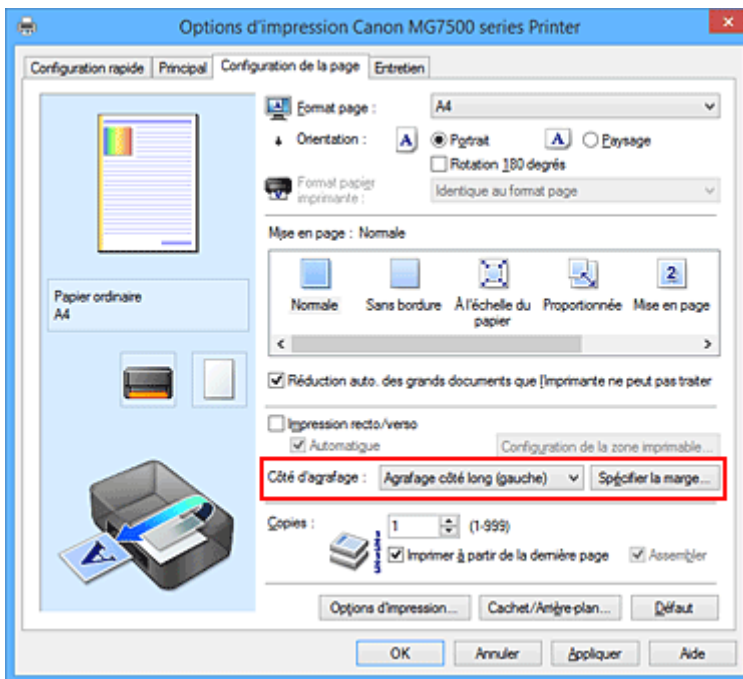 Options d'impression Canon MG7500 series Printer
Configuration rapide Principal Configuration de la page Entretien
Format page : A4
Orientation : A Portrait A Paysage
Rotation 180 degrés
Format papier imprimante : Identique au format page
Mise en page : Normale
Normale Sans bordure À l'échelle du papier Proportionnée Mise en page
Papier ordinaire
A4
Réduction auto. des grands documents que l'imprimante ne peut pas traiter
Impression recto/verso
Automatique Configuration de la zone imprimable...
Côté d'agrafage : Agrafage côté long (gauche) Spécifier la marge...
Copies : 1 (1-999)
Imprimer à partir de la dernière page Assembler
Options d'impression... Cachet/Arrière-plan... Défaut
OK Annuler Appliquer Aide